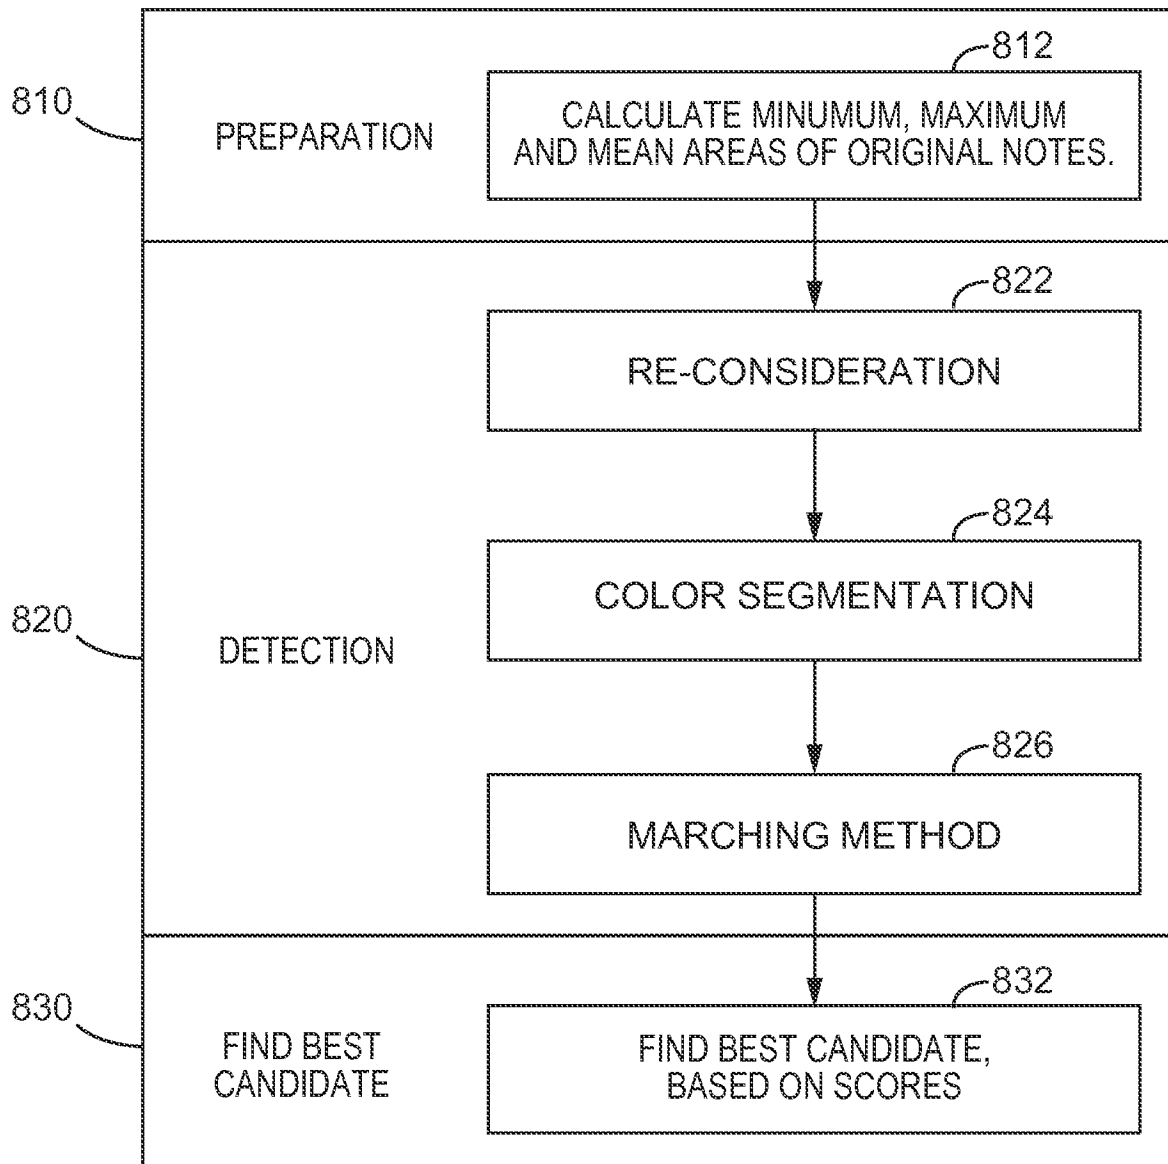 812
810
PREPARATION
CALCULATE MINUMUM, MAXIMUM
AND MEAN AREAS OF ORIGINAL NOTES.
822
RE-CONSIDERATION
824
COLOR SEGMENTATION
820
DETECTION
826
MARCHING METHOD
832
830
FIND BEST
CANDIDATE
FIND BEST CANDIDATE,
BASED ON SCORES